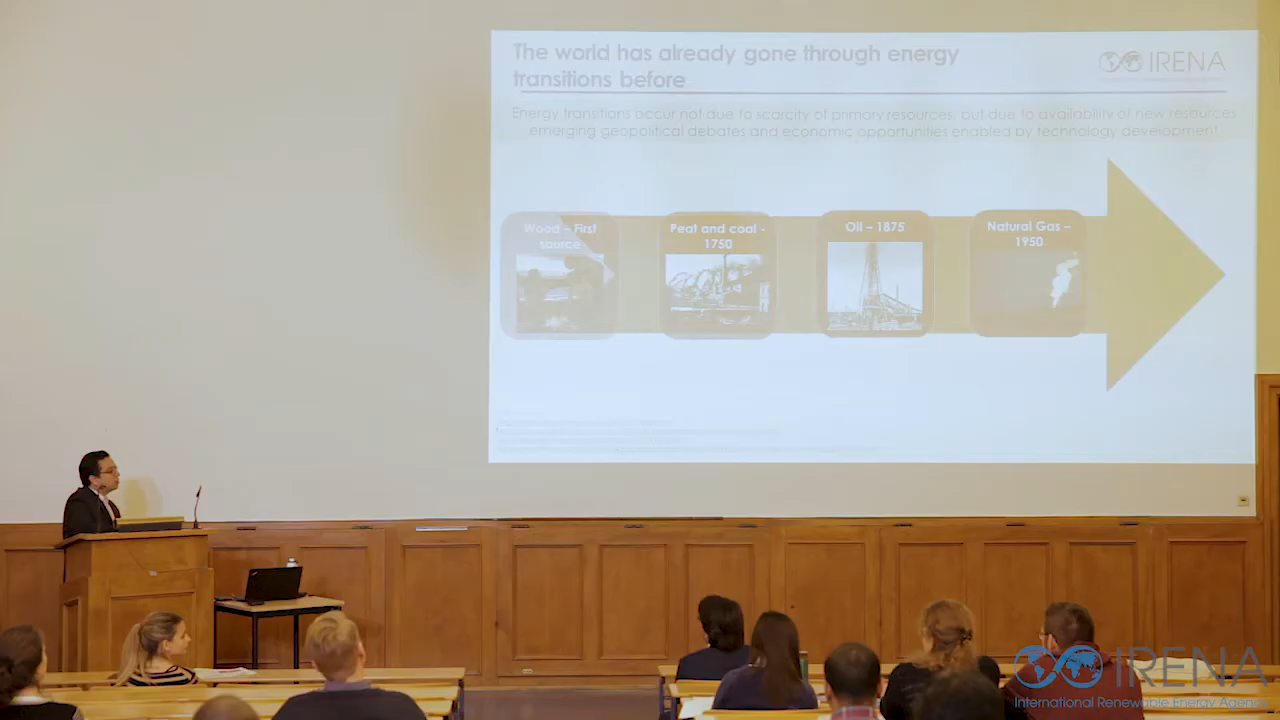 The world has already gone through energy
transitions before
IRENA
Energy transitions occur not due to scarcity of primary resources, but due to availability of new resources
emerging geopolitical debates and economic opportunities enabled by technology development
Wood – First
source
Peat and coal -
1750
Oil – 1875
Natural Gas –
1950
IRENA
International Renewable Energy Agency